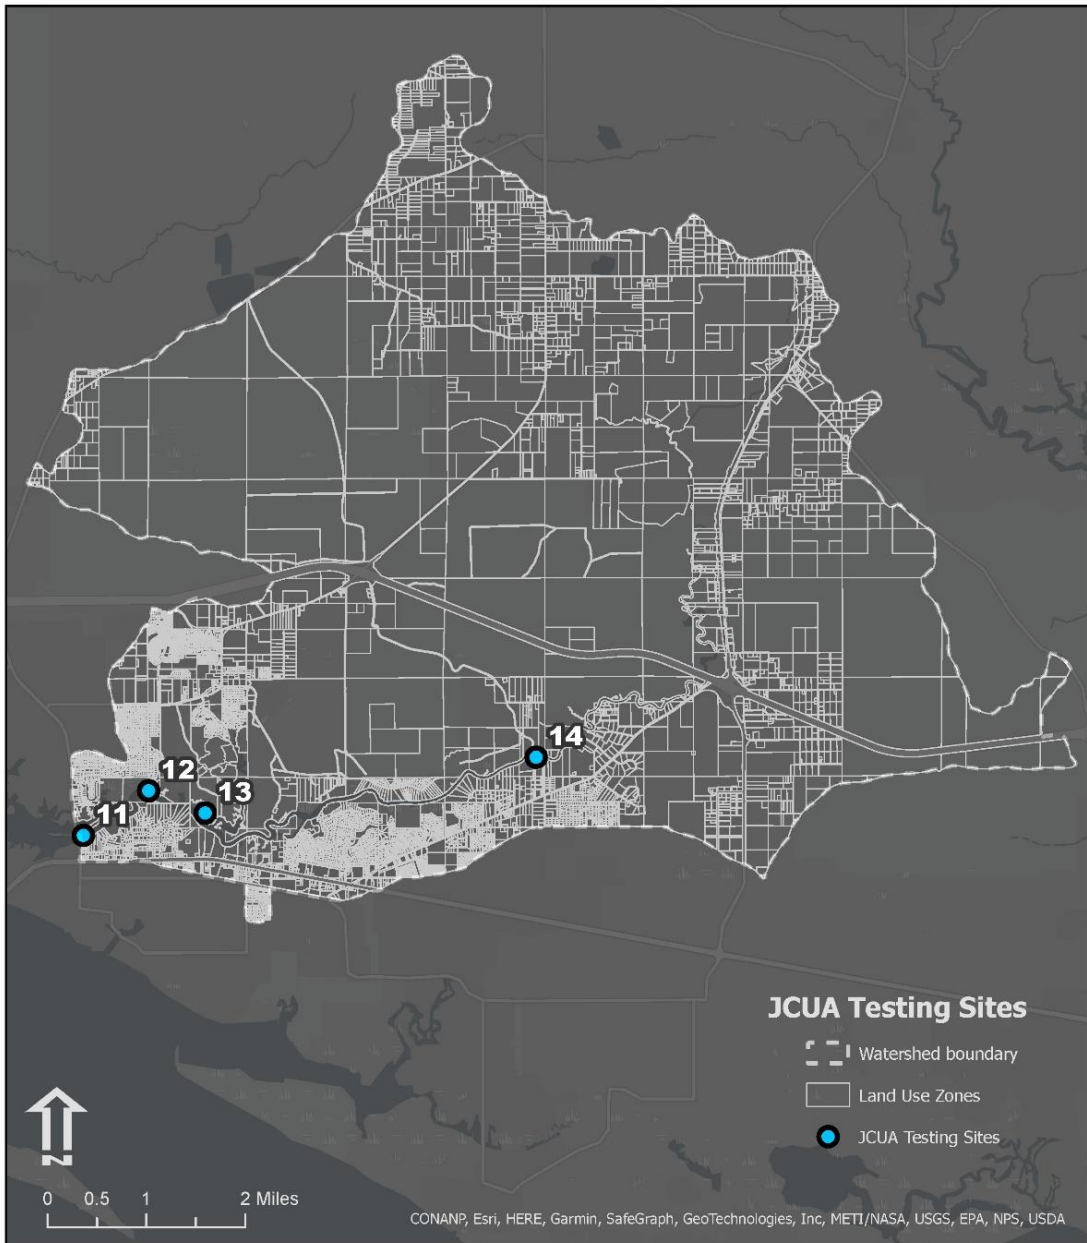 14
12
13
11
JCUA Testing Sites
Watershed boundary
Land Use Zones
JCUA Testing Sites
N
0 0.5 1 2 Miles
CONANP, Esri, HERE, Garmin, SafeGraph, GeoTechnologies, Inc, METI/NASA, USGS, EPA, NPS, USDA